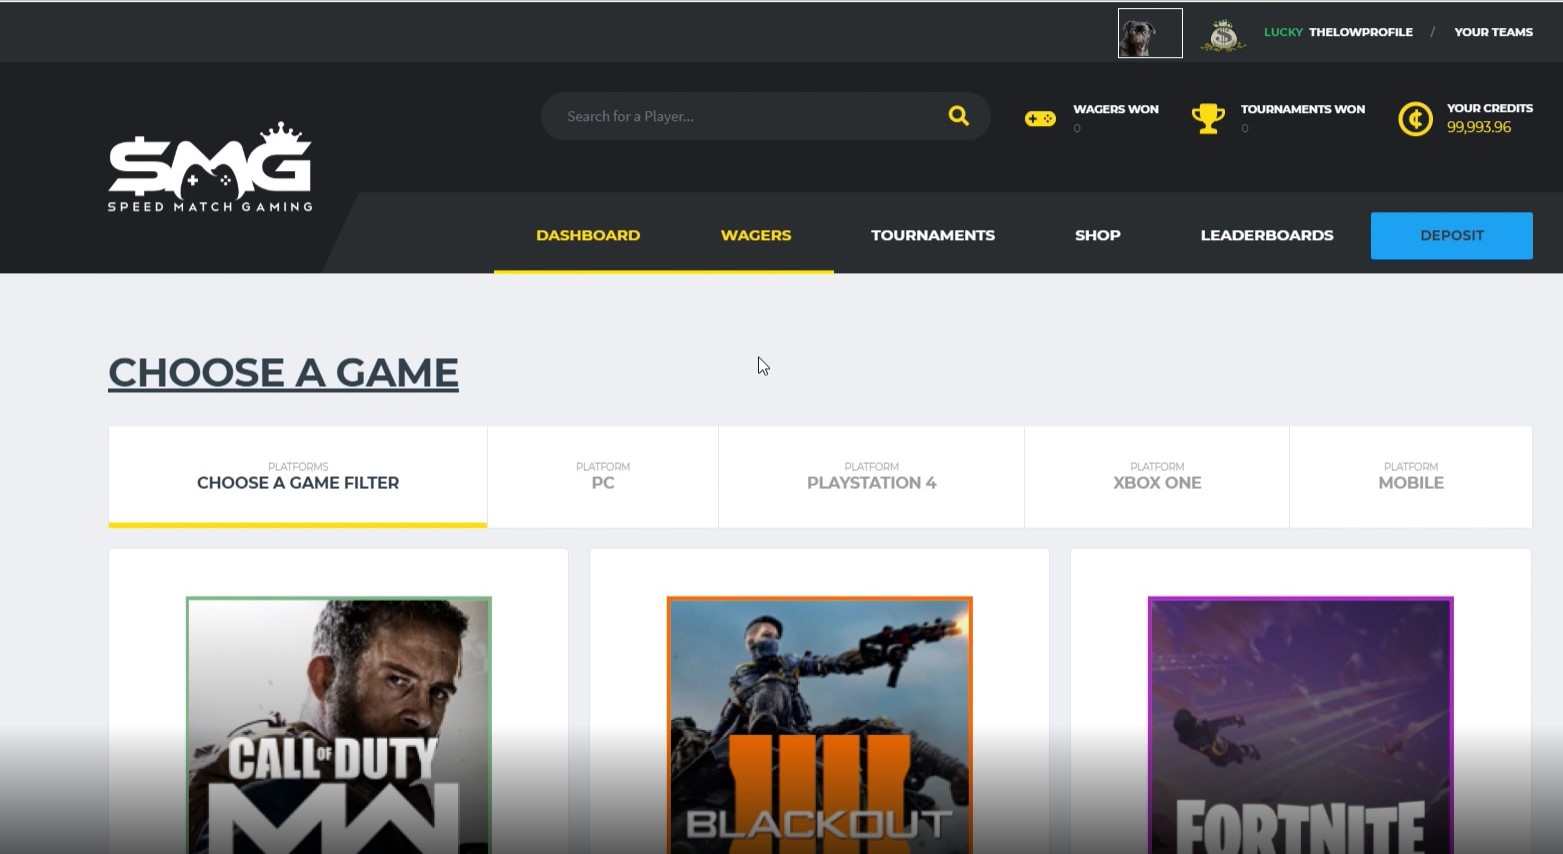 LUCKY THELOWPROFILE / YOUR TEAMS
Search for a Player...
WAGERS WON
0
TOURNAMENTS WON
0
YOUR CREDITS
99,993.96
SMG
SPEED MATCH GAMING
DASHBOARD
WAGERS
TOURNAMENTS
SHOP
LEADERBOARDS
DEPOSIT
CHOOSE A GAME
PLATFORMS
CHOOSE A GAME FILTER
PLATFORM
PC
PLATFORM
PLAYSTATION 4
PLATFORM
XBOX ONE
PLATFORM
MOBILE
CALL OF DUTY
MW
IIII
BLACKOUT
FORTNITE